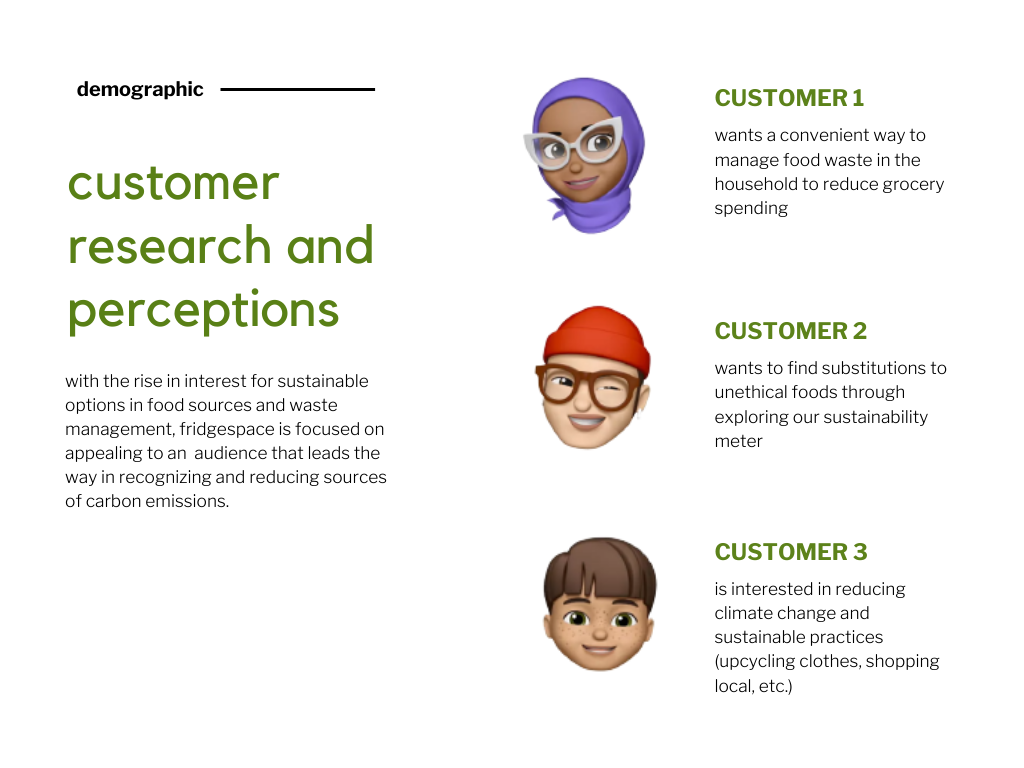 demographic
customer
research and
perceptions
with the rise in interest for sustainable
options in food sources and waste
management, fridgespace is focused on
appealing to an  audience that leads the
way in recognizing and reducing sources
of carbon emissions.
CUSTOMER 1
wants a convenient way to
manage food waste in the
household to reduce grocery
spending
CUSTOMER 2
wants to find substitutions to
unethical foods through
exploring our sustainability
meter
CUSTOMER 3
is interested in reducing
climate change and
sustainable practices
(upcycling clothes, shopping
local, etc.)